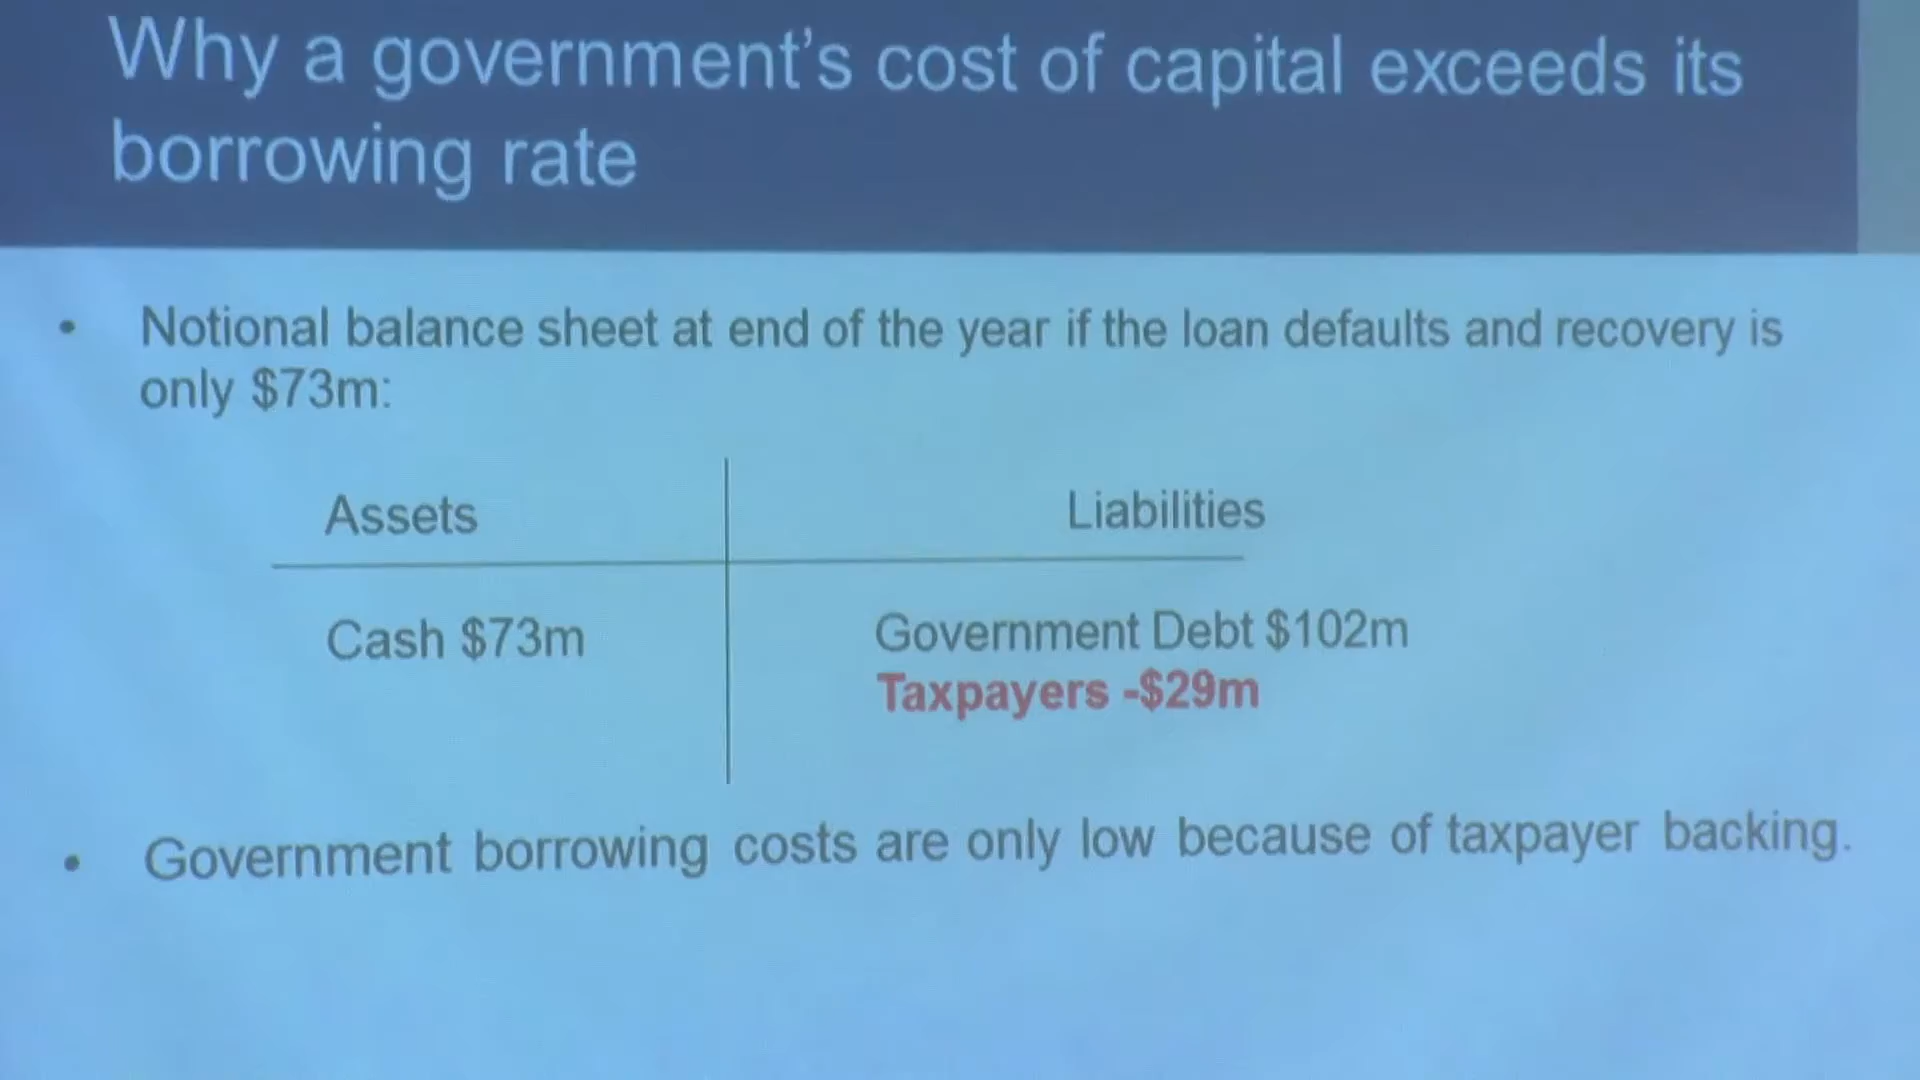 Why a government's cost of capital exceeds its
borrowing rate
• Notional balance sheet at end of the year if the loan defaults and recovery is
only $73m:
Assets
Liabilities
Cash $73m
Government Debt $102m
Taxpayers -$29m
• Government borrowing costs are only low because of taxpayer backing.